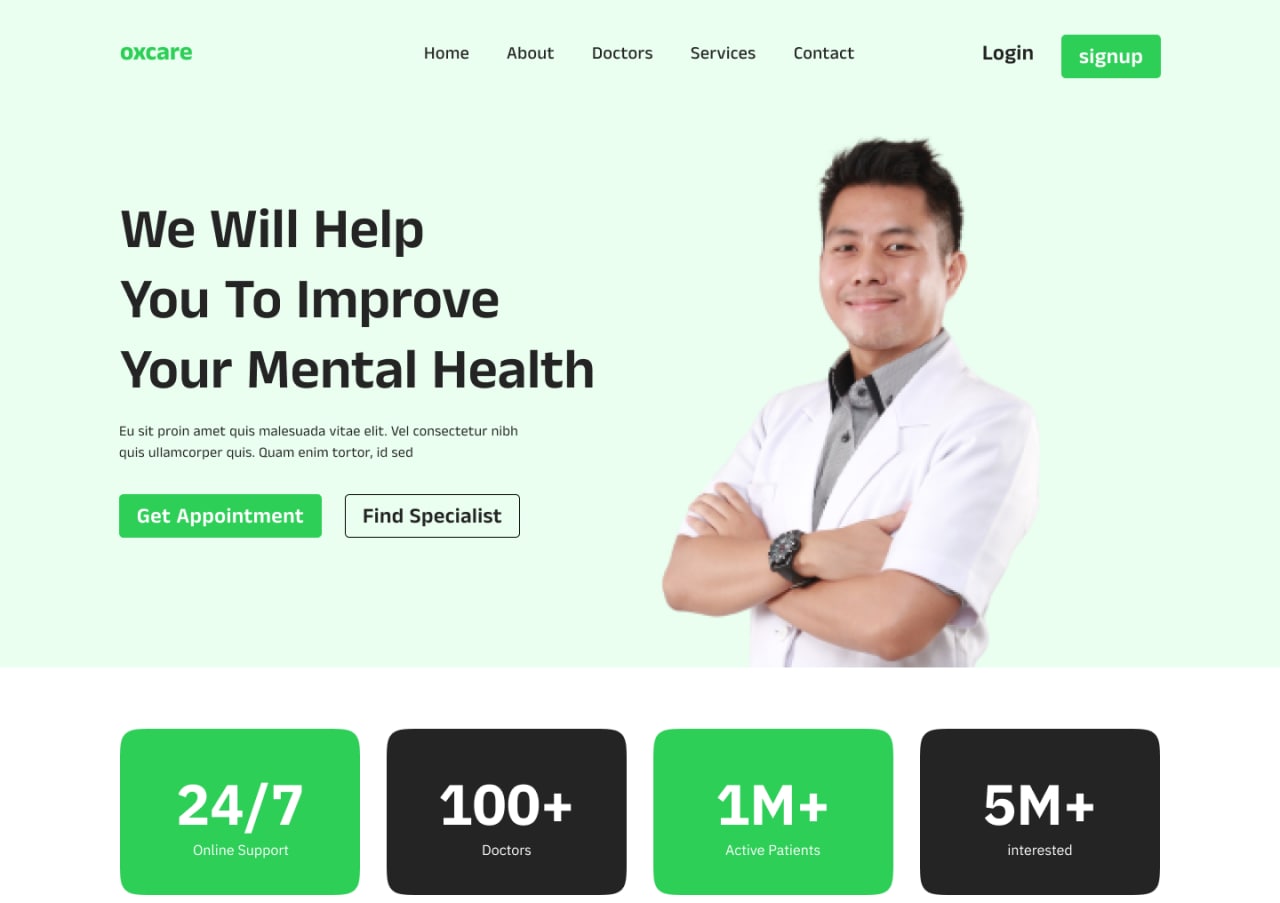 oxcare
Home About Doctors Services Contact
Login
signup
We Will Help
You To Improve
Your Mental Health
Eu sit proin amet quis malesuada vitae elit. Vel consectetur nibh
quis ullamcorper quis. Quam enim tortor, id sed
Get Appointment
Find Specialist
24/7
Online Support
100+
Doctors
1M+
Active Patients
5M+
interested